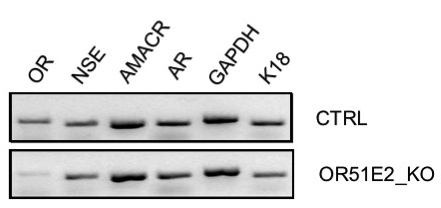 OR NSE AMACR AR GAPDH K18
CTRL
OR51E2_KO